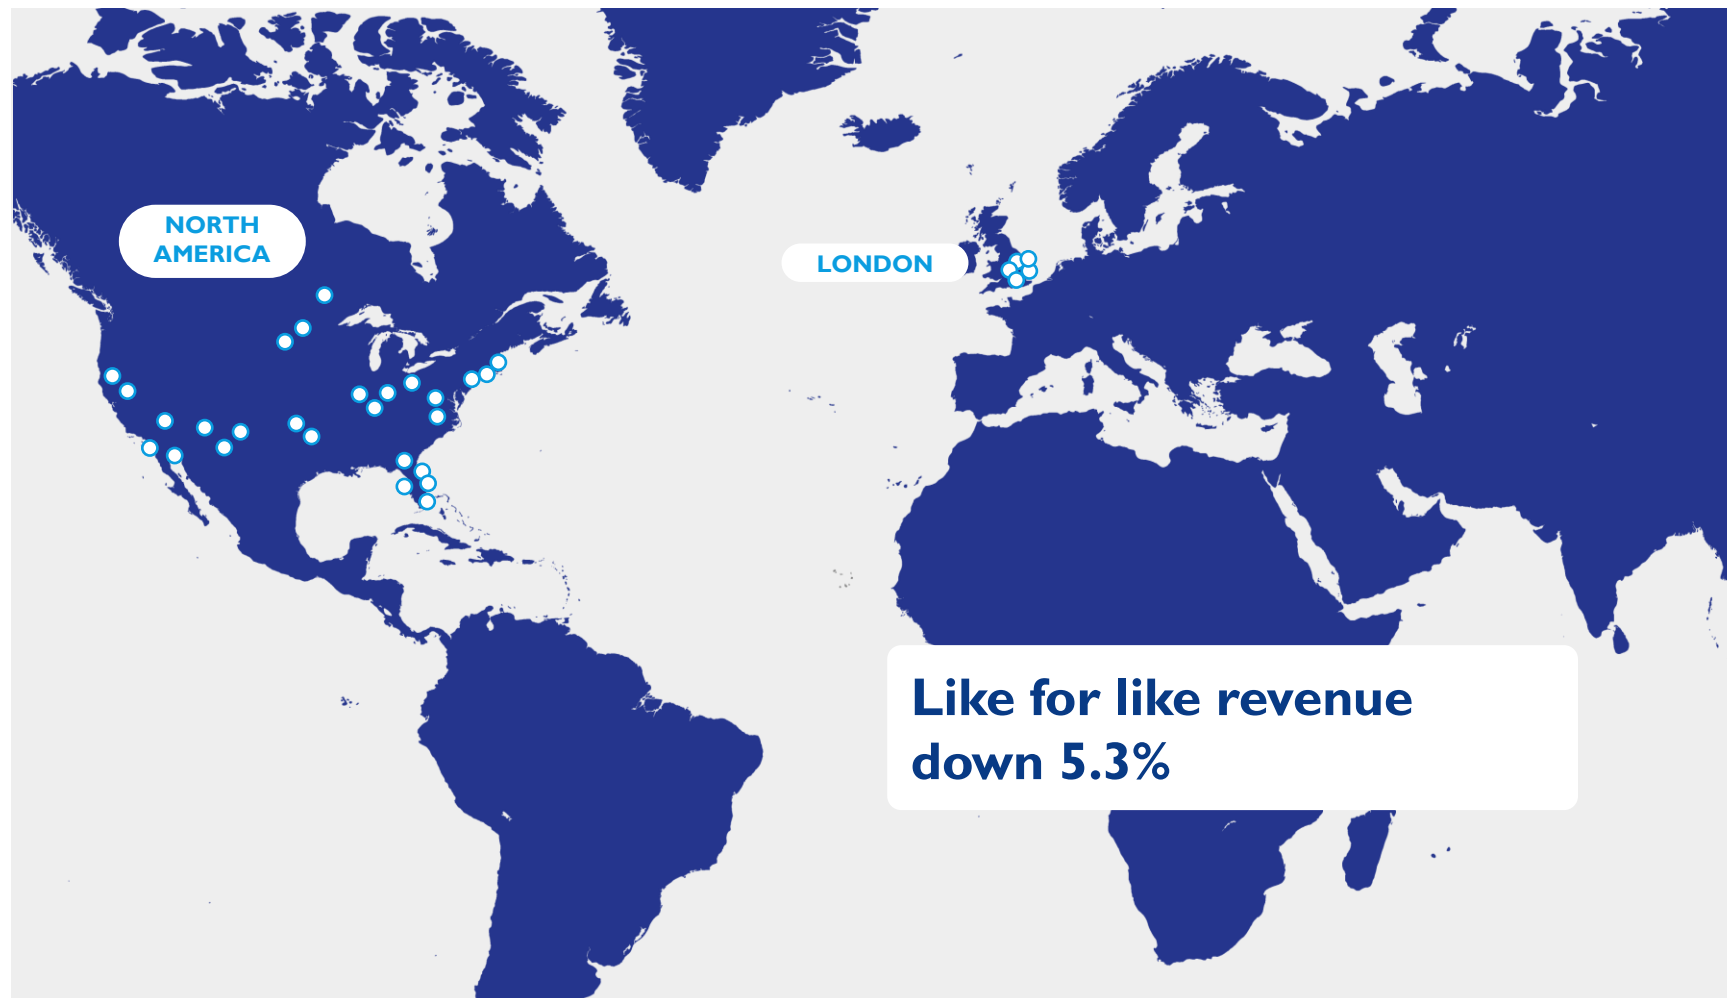 NORTH
AMERICA
LONDON
Like for like revenue
down 5.3%